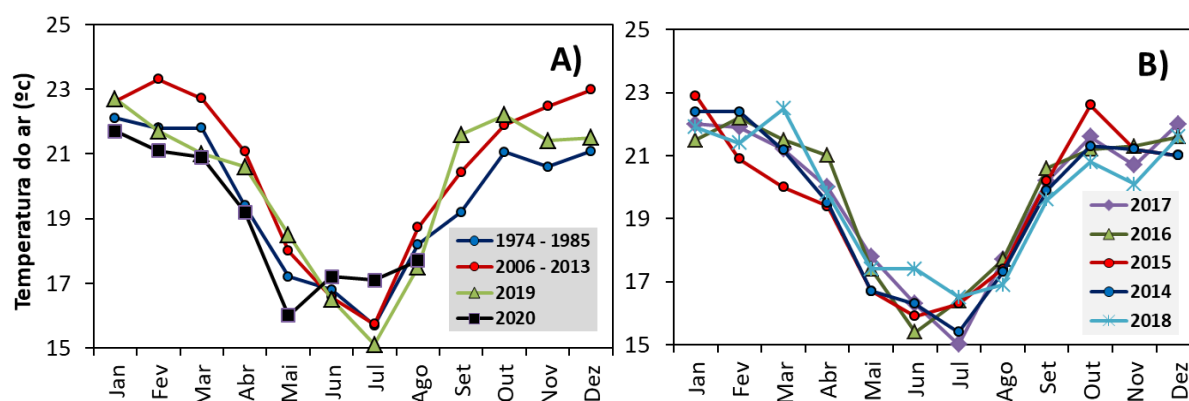 A)
Temperatura do ar (ºc)
25
23
21
19
17
15
1974 - 1985
2006 - 2013
2019
2020
Jan
Fev
Mar
Abr
Mai
Jun
Jul
Ago
Set
Out
Nov
Dez
B)
25
23
21
19
17
15
2017
2016
2015
2014
2018
Jan
Fev
Mar
Abr
Mai
Jun
Jul
Ago
Set
Out
Nov
Dez